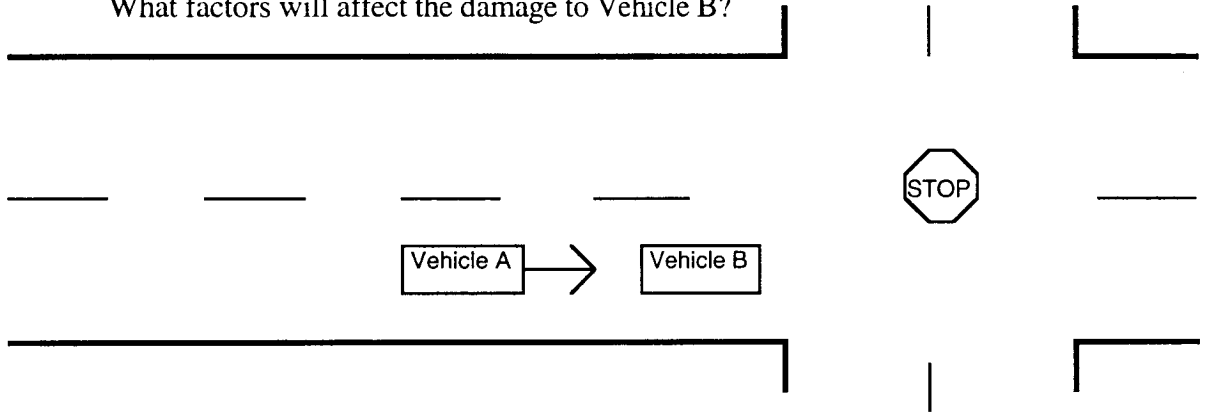 What factors will affect the damage to Vehicle B?
STOP
Vehicle A
Vehicle B